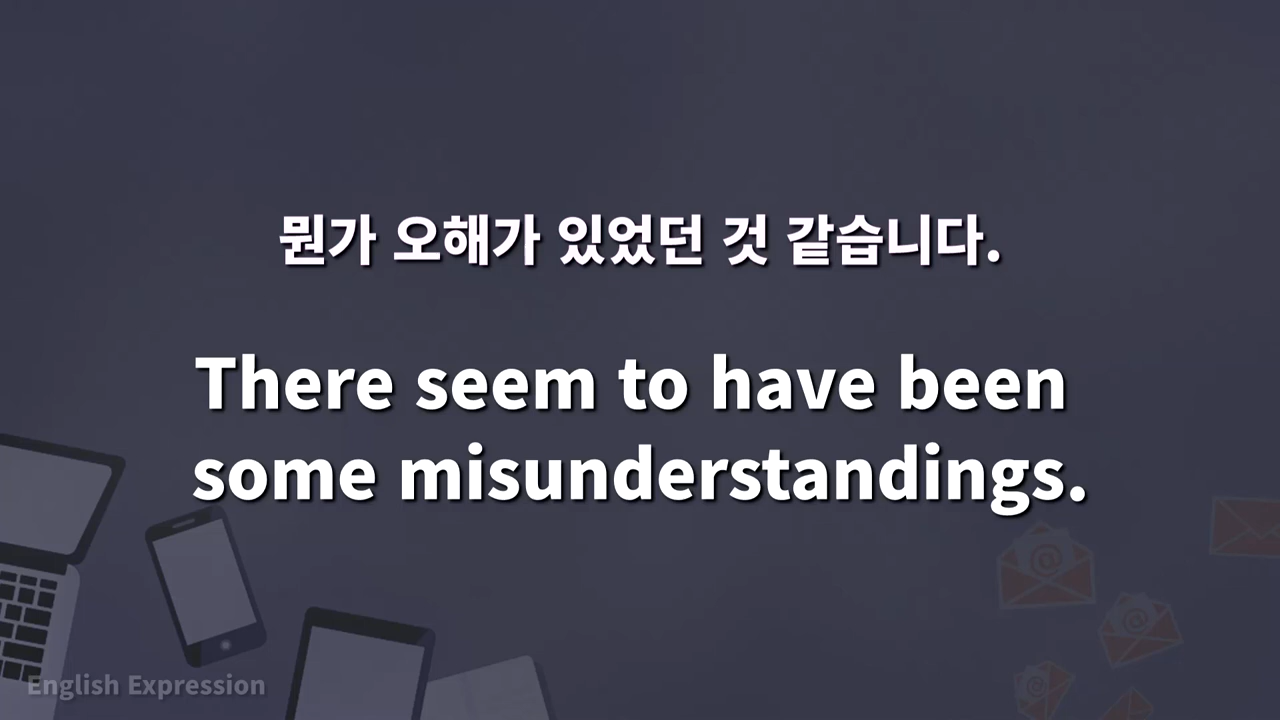 뭔가 오해가 있었던 것 같습니다.
There seem to have been
some misunderstandings.
English Expression